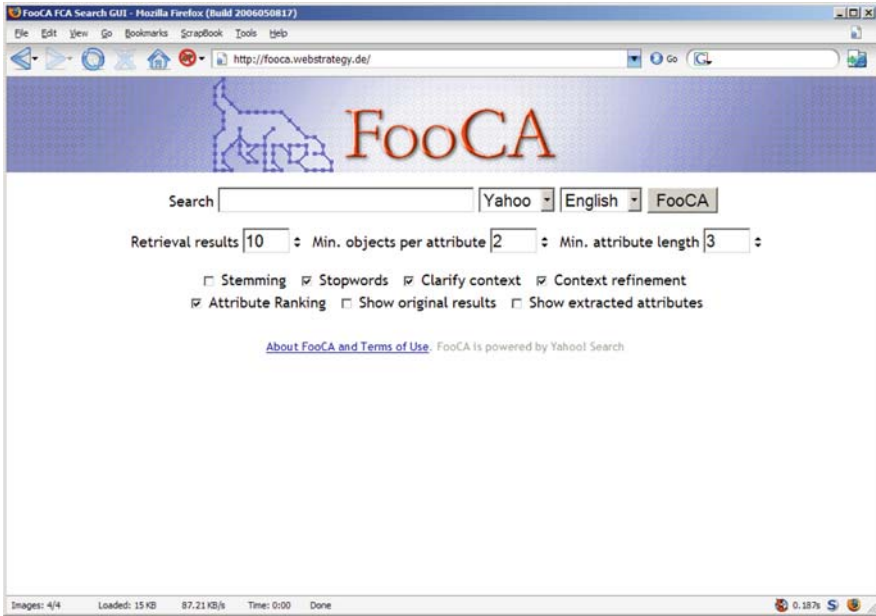 FooCA FCA Search GUI - Mozilla Firefox (Build 2006050817)
File Edit View Go Bookmarks ScrapBook Tools Help
http://fooca.webstrategy.de/ Go G
FooCA
Search Yahoo English FooCA
Retrieval results 10 Min. objects per attribute 2 Min. attribute length 3
Stemming Stopwords Clarify context Context refinement
Attribute Ranking Show original results Show extracted attributes
About FooCA and Terms of Use. FooCA is powered by Yahoo! Search
Images: 4/4 Loaded: 15 KB 87.21 KB/s Time: 0:00 Done 0.187s S